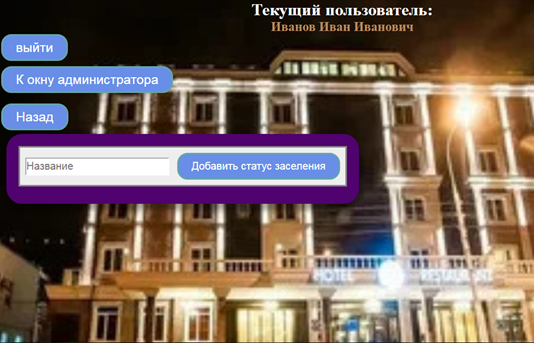 Текущий пользователь:
Иванов Иван Иванович
выйти
К окну администратора
Назад
Название
Добавить статус заселения
HOTEL
RESTAURANT